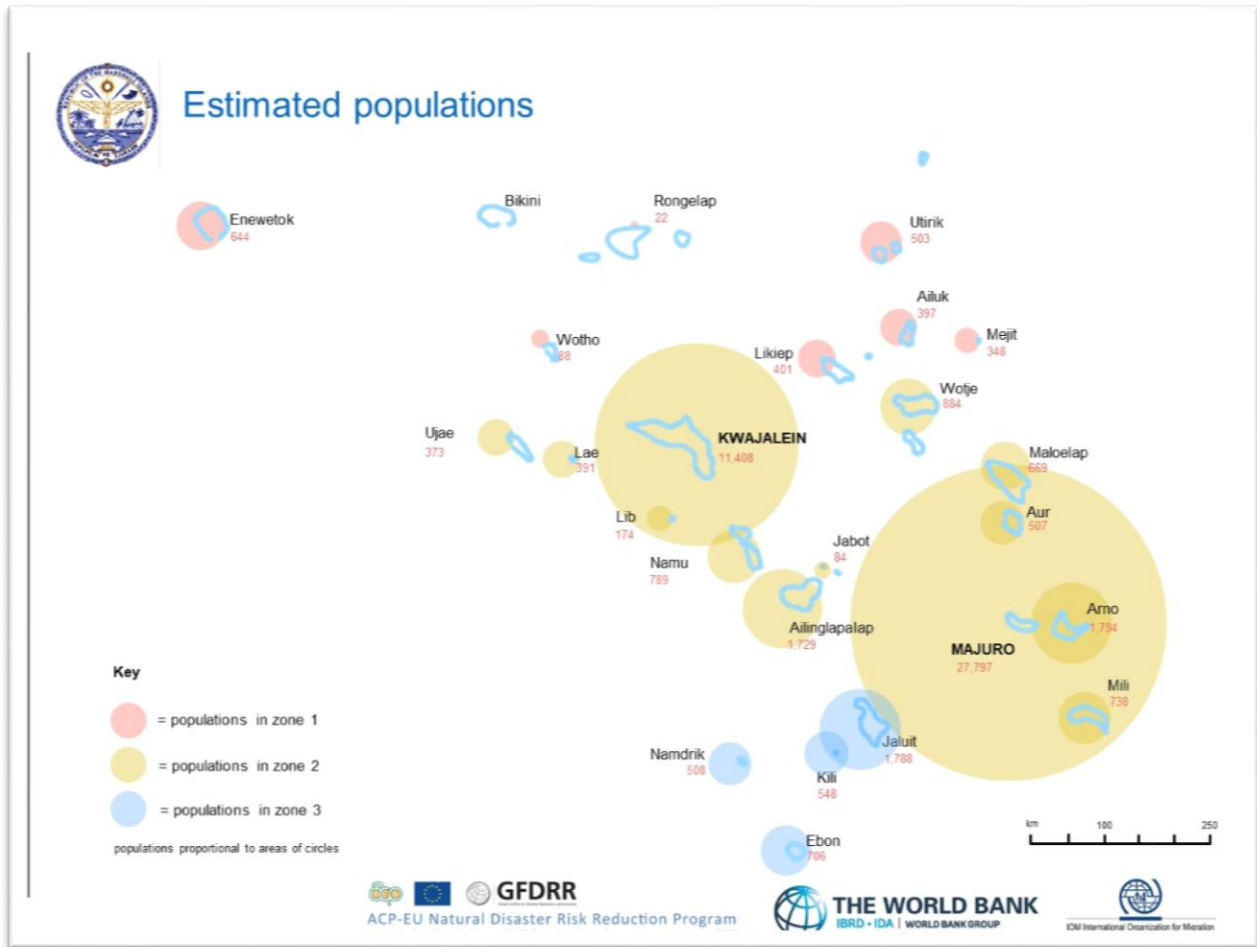 Estimated populations
Enewetok
644
Bikini
Rongelap
22
Utirik
503
Ailuk
397
Mejit
348
Wotho
88
Likiep
401
Wotje
884
Ujae
373
Lae
391
KWAJALEIN
11,408
Maloelap
669
Lib
174
Aur
507
Namu
789
Jabot
84
Ailinglapalap
1,729
Arno
1,794
MAJURO
27,797
Mili
738
Jaluit
1,788
Namdrik
508
Kili
548
Ebon
706
Key
= populations in zone 1
= populations in zone 2
= populations in zone 3
populations proportional to areas of circles
km 100 250
GFDRR
ACP-EU Natural Disaster Risk Reduction Program
THE WORLD BANK
IBRD • IDA | WORLD BANK GROUP
IOM International Organization for Migration